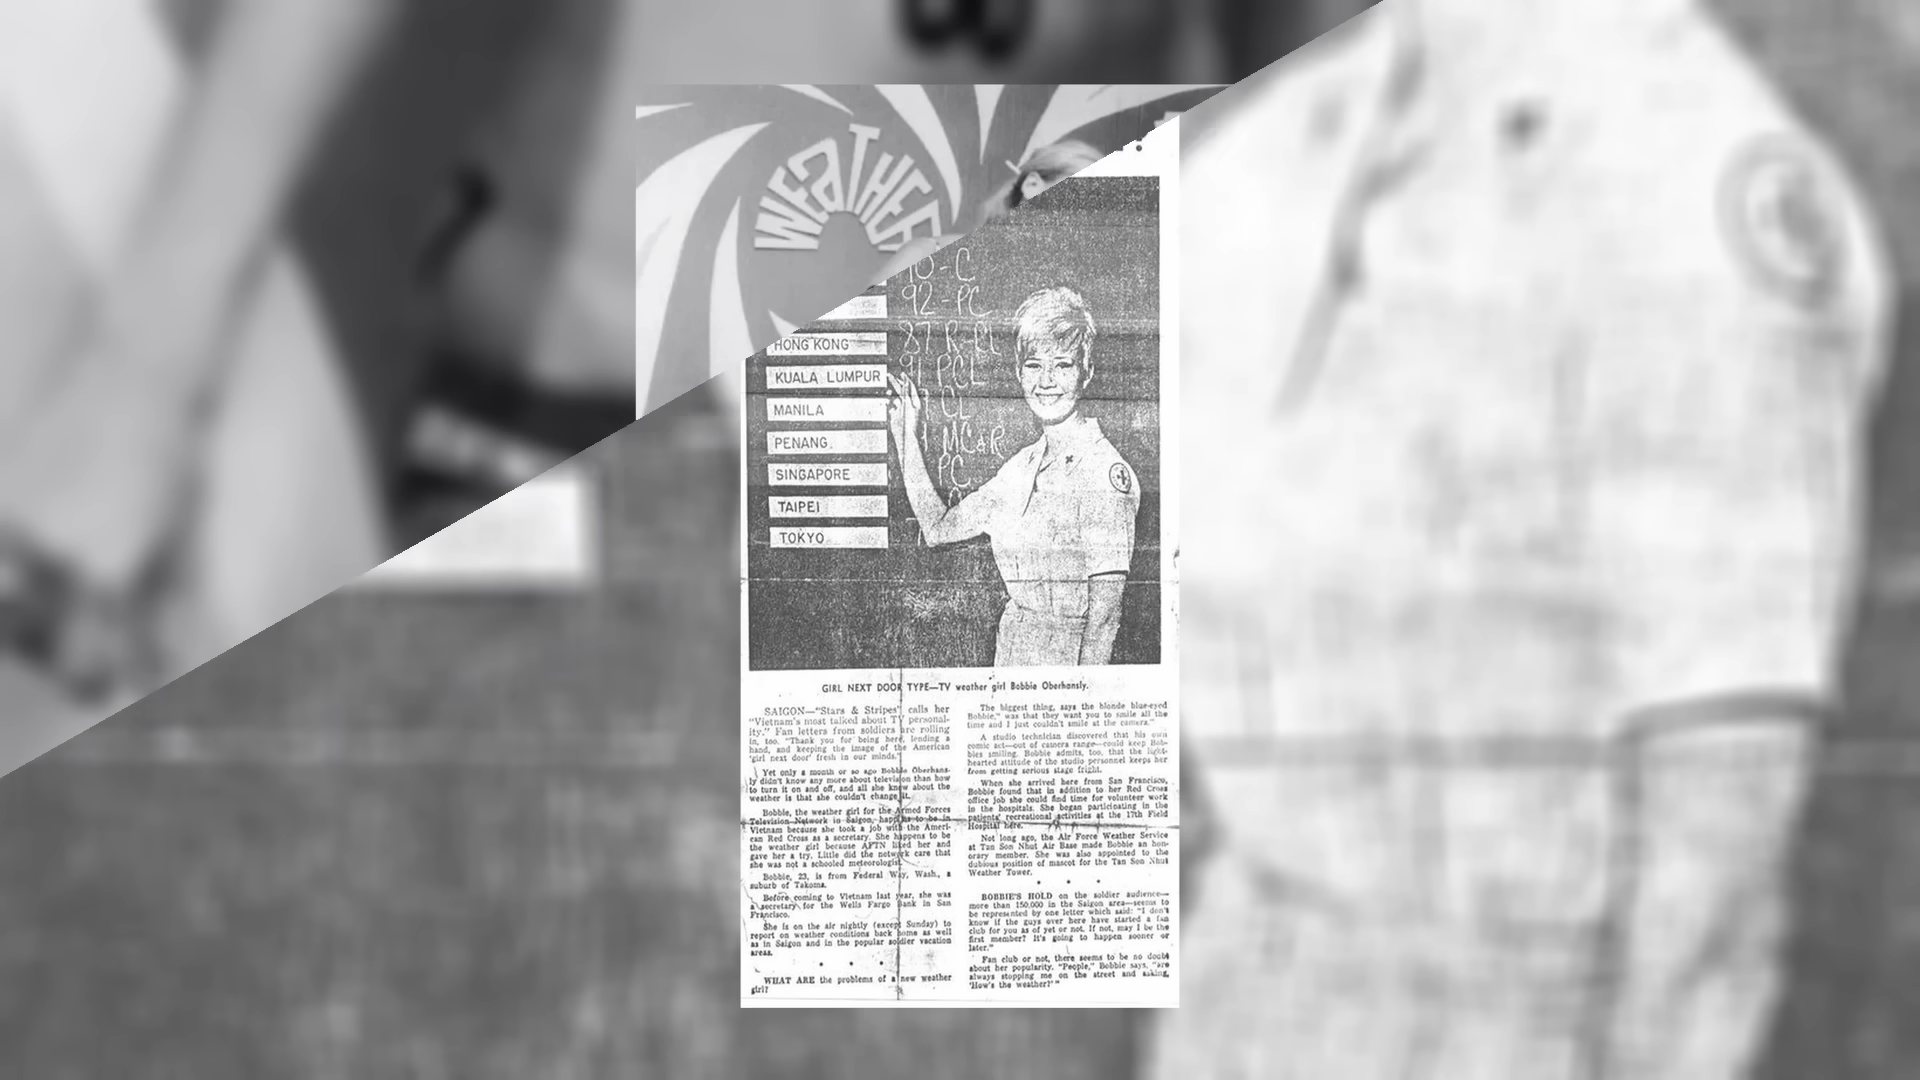 WEATHER
10-C
92-PC
HONG KONG
87 R-CL
KUALA LUMPUR
91 PCL
MANILA
CL
PENANG
MC&R
SINGAPORE
PC
TAIPEI
TOKYO
GIRL NEXT DOOR TYPE—TV weather girl Bobbie Oberhansly.
SAIGON—"Stars & Stripes" calls her
"Vietnam's most talked about TV personal-
ity." Fan letters from soldiers are rolling
in, too. "Thank you for being here, lending a
hand, and keeping the image of the American
'girl next door' fresh in our minds."
Yet only a month or so ago Bobbie Oberhans-
ly didn't know any more about television than how
to turn it on and off, and all she knew about the
weather is that she couldn't change it.
Bobbie, the weather girl for the Armed Forces
Television Network in Saigon, happens to be in
Vietnam because she took a job with the Ameri-
can Red Cross as a secretary. She happens to be
the weather girl because AFTN liked her and
gave her a try. Little did the network care that
she was not a schooled meteorologist.
Bobbie, 23, is from Federal Way, Wash., a
suburb of Takoma.
Before coming to Vietnam last year, she was
a secretary for the Wells Fargo Bank in San
Francisco.
She is on the air nightly (except Sunday) to
report on weather conditions back home as well
as in Saigon and in the popular soldier vacation
areas.
WHAT ARE the problems of a new weather
girl?
The biggest thing, says the blonde blue-eyed
Bobbie," was that they want you to smile all the
time and I just couldn't smile at the camera."
A studio technician discovered that his own
comic act—out of camera range—could keep Bob-
bies smiling. Bobbie admits, too, that the light-
hearted attitude of the studio personnel keeps her
from getting serious stage fright.
When she arrived here from San Francisco,
Bobbie found that in addition to her Red Cross
office job she could find time for volunteer work
in the hospitals. She began participating in the
patients' recreational activities at the 17th Field
Hospital here.
Not long ago, the Air Force Weather Service
at Tan Son Nhut Air Base made Bobbie an hon-
orary member. She was also appointed to the
dubious position of mascot for the Tan Son Nhut
Weather Tower.
BOBBIE'S HOLD on the soldier audience—
more than 150,000 in the Saigon area—seems to
be represented by one letter which said: "I don't
know if the guys over here have started a fan
club for you as of yet or not. If not, may I be the
first member? It's going to happen sooner or
later."
Fan club or not, there seems to be no doubt
about her popularity. "People," Bobbie says, "are
always stopping me on the street and asking,
'How's the weather?'"